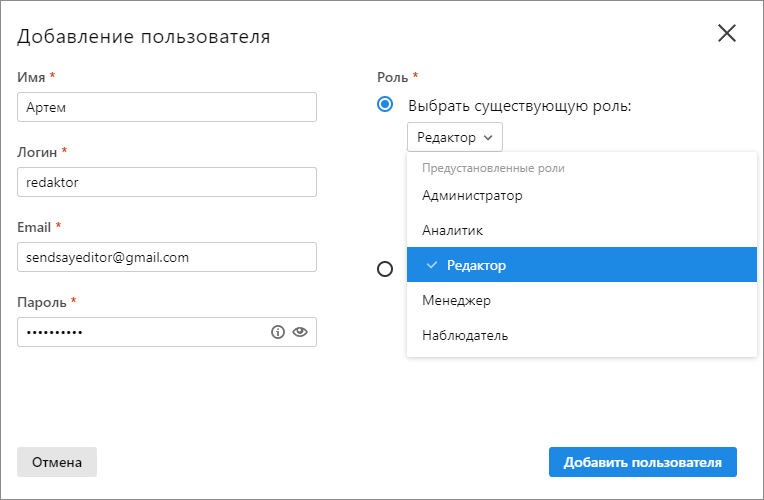 Добавление пользователя
Имя *
Артем
Логин *
redaktor
Email *
sendsayeditor@gmail.com
Пароль *
••••••••••
Роль *
Выбрать существующую роль:
Редактор
Предустановленные роли
Администратор
Аналитик
Редактор
Менеджер
Наблюдатель
Отмена
Добавить пользователя